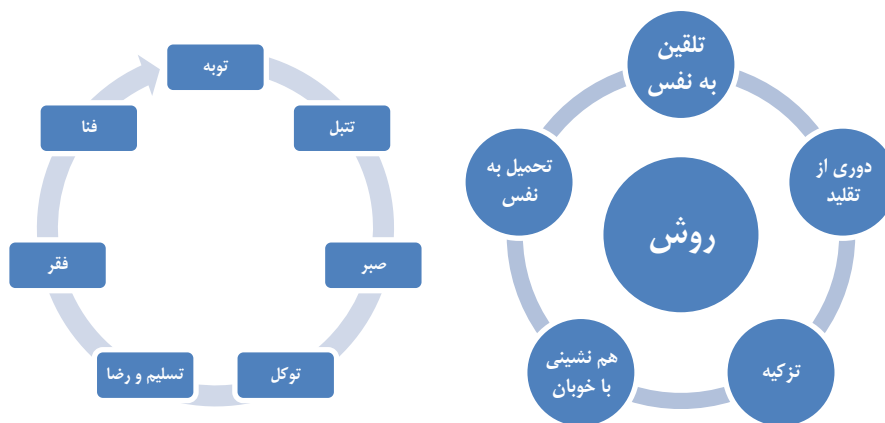 توبه
تتبل
صبر
توکل
تسلیم و رضا
فقر
فنا
روش
تلقین
به نفس
دوری از
تقلید
تزکیه
هم نشینی
با خوبان
تحمیل به
نفس